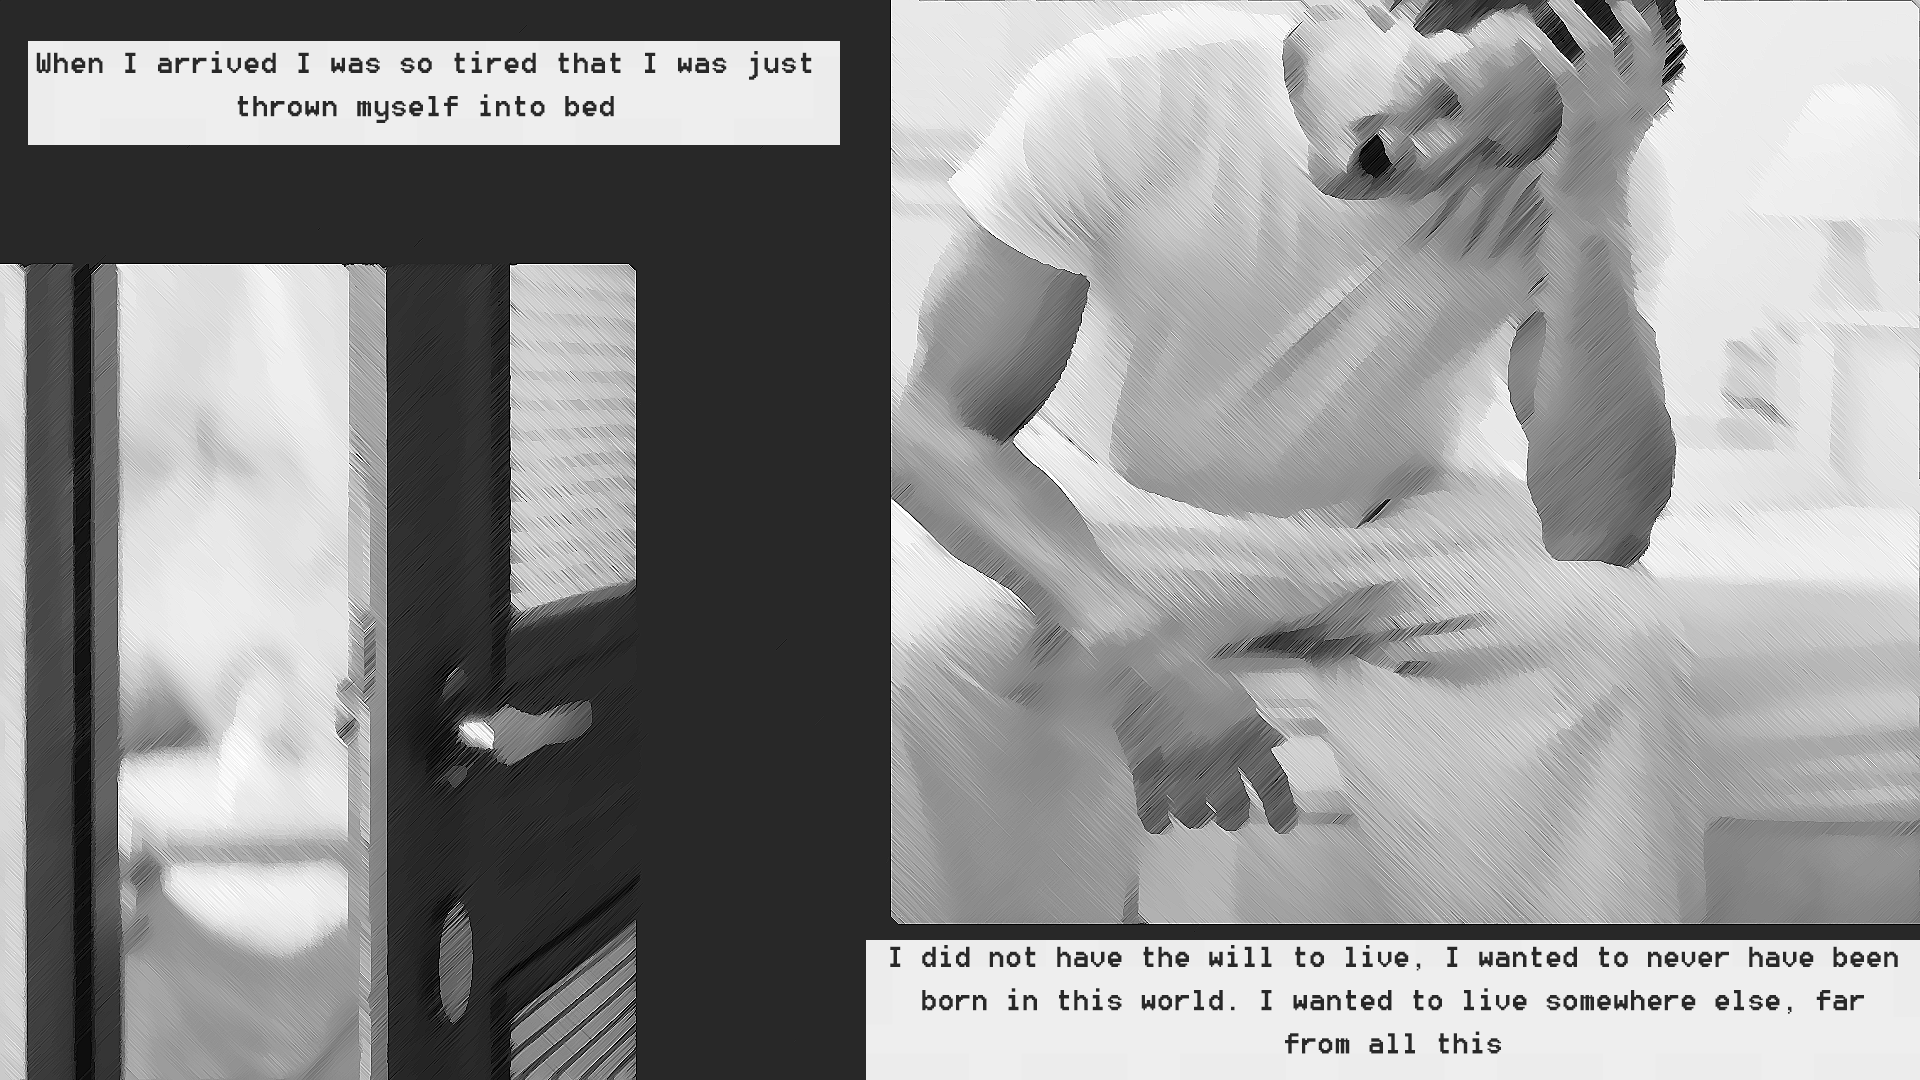 When I arrived I was so tired that I was just
thrown myself into bed
I did not have the will to live, I wanted to never have been
born in this world. I wanted to live somewhere else, far
from all this